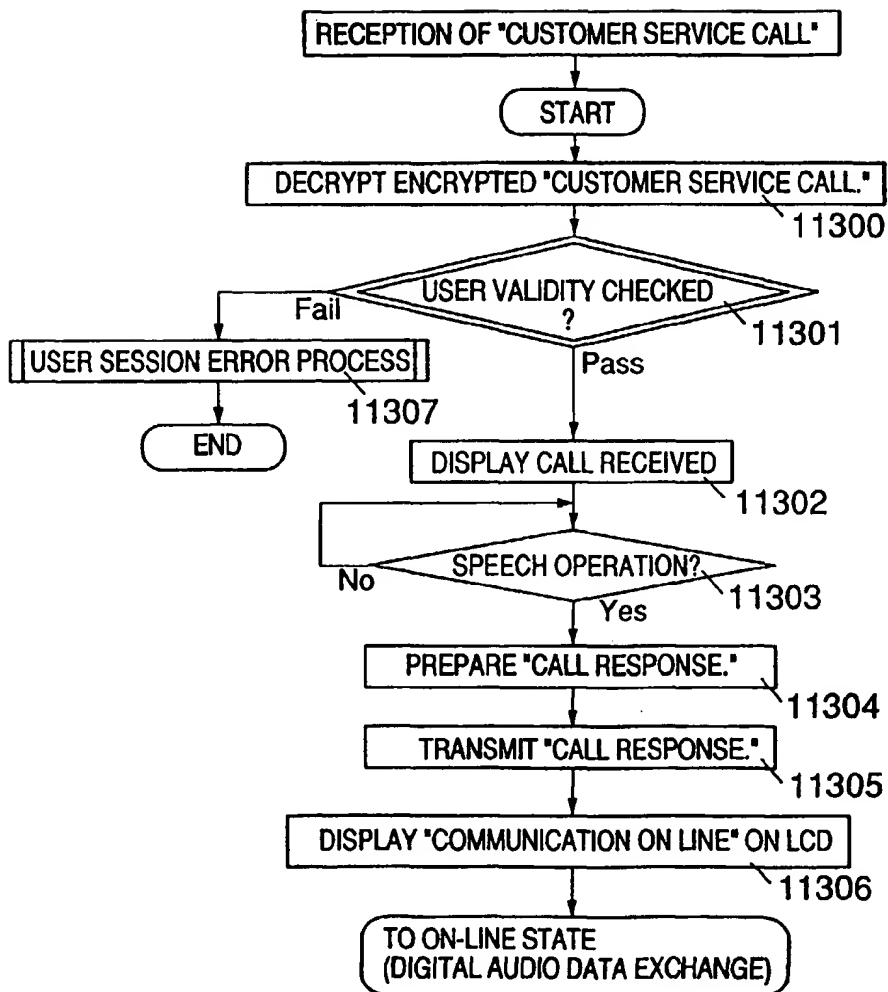 RECEPTION OF "CUSTOMER SERVICE CALL"
START
DECRYPT ENCRYPTED "CUSTOMER SERVICE CALL."
11300
USER VALIDITY CHECKED
?
11301
Fail
Pass
USER SESSION ERROR PROCESS
11307
END
DISPLAY CALL RECEIVED
11302
SPEECH OPERATION?
11303
No
Yes
PREPARE "CALL RESPONSE."
11304
TRANSMIT "CALL RESPONSE."
11305
DISPLAY "COMMUNICATION ON LINE" ON LCD
11306
TO ON-LINE STATE
(DIGITAL AUDIO DATA EXCHANGE)